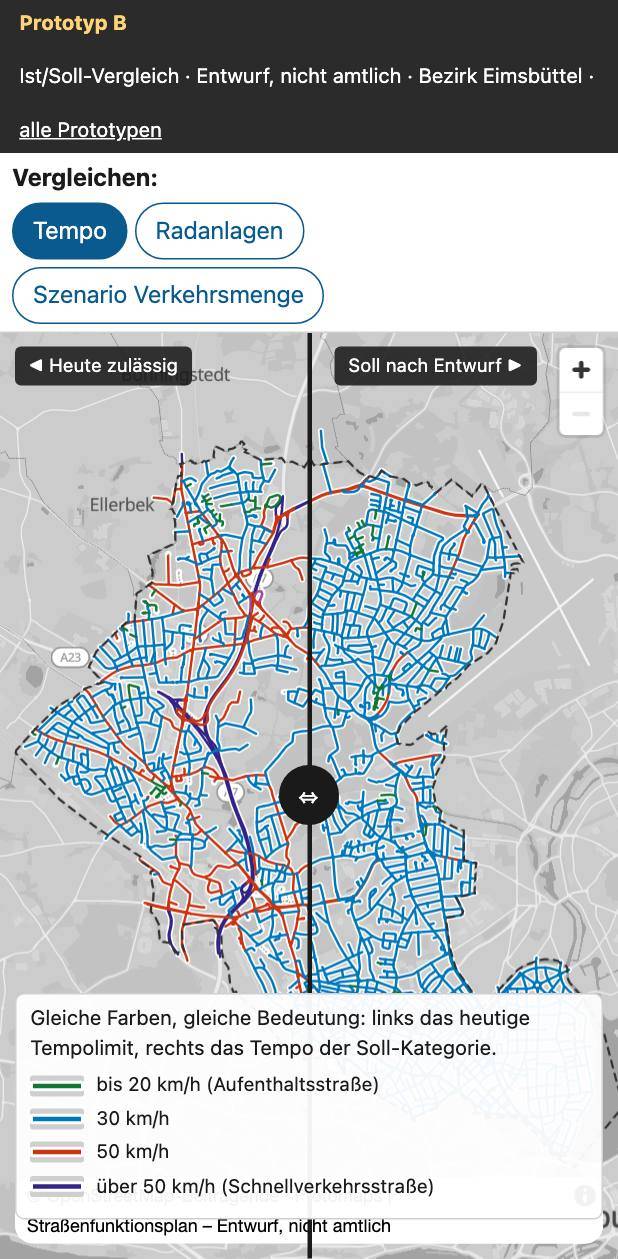 Prototyp B
Ist/Soll-Vergleich · Entwurf, nicht amtlich · Bezirk Eimsbüttel ·
alle Prototypen
Vergleichen:
Tempo
Radanlagen
Szenario Verkehrsmenge
◀ Heute zulässig
Soll nach Entwurf ▶
+
−
Ellerbek
A23
A7
⇔
Gleiche Farben, gleiche Bedeutung: links das heutige
Tempolimit, rechts das Tempo der Soll-Kategorie.
bis 20 km/h (Aufenthaltsstraße)
30 km/h
50 km/h
über 50 km/h (Schnellverkehrsstraße)
Straßenfunktionsplan – Entwurf, nicht amtlich